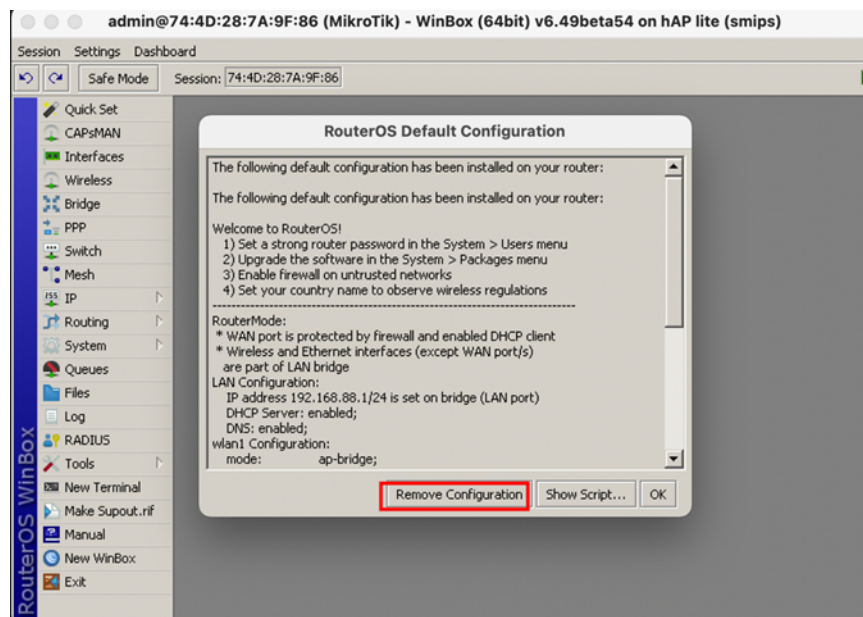 admin@74:4D:28:7A:9F:86 (MikroTik) - WinBox (64bit) v6.49beta54 on hAP lite (smips)
Session Settings Dashboard
Safe Mode Session: 74:4D:28:7A:9F:86
Quick Set
CAPsMAN
Interfaces
Wireless
Bridge
PPP
Switch
Mesh
IP
Routing
System
Queues
Files
Log
RADIUS
Tools
New Terminal
Make Supout.rif
Manual
New WinBox
Exit
RouterOS WinBox
RouterOS Default Configuration
The following default configuration has been installed on your router:
The following default configuration has been installed on your router:
Welcome to RouterOS!
1) Set a strong router password in the System > Users menu
2) Upgrade the software in the System > Packages menu
3) Enable firewall on untrusted networks
4) Set your country name to observe wireless regulations
-----------------------------------------------------------------------------
RouterMode:
* WAN port is protected by firewall and enabled DHCP client
* Wireless and Ethernet interfaces (except WAN port/s)
are part of LAN bridge
LAN Configuration:
IP address 192.168.88.1/24 is set on bridge (LAN port)
DHCP Server: enabled;
DNS: enabled;
wlan1 Configuration:
mode: ap-bridge;
Remove Configuration Show Script... OK